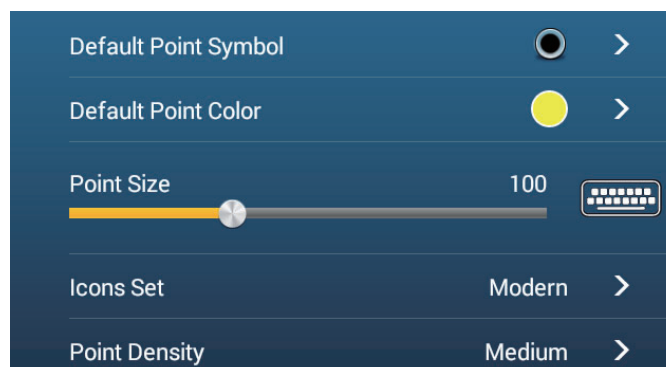 Default Point Symbol
Default Point Color
Point Size 100
Icons Set Modern
Point Density Medium